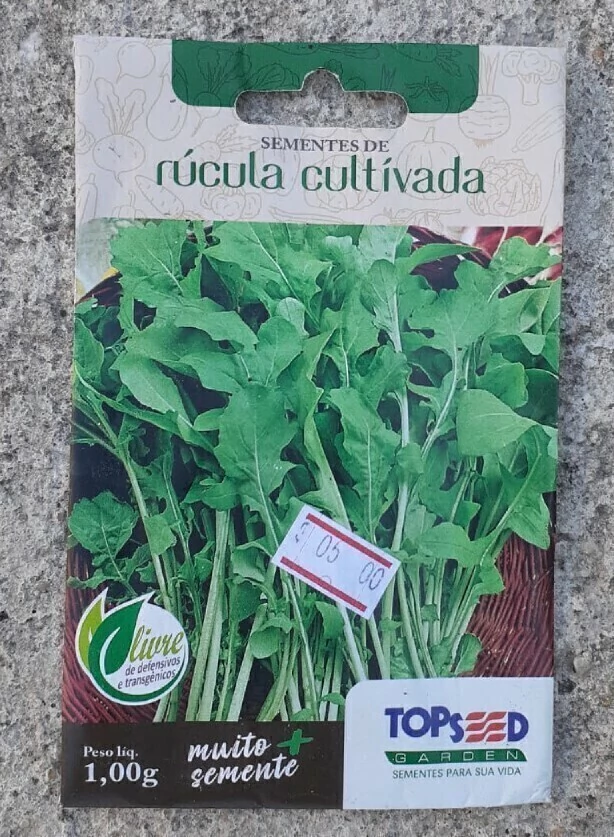 SEMENTES DE
rúcula cultivada
05 00
livre
de defensivos
e transgênicos
Peso líq.
1,00g
muito +
semente
TOPSEED
GARDEN
SEMENTES PARA SUA VIDA